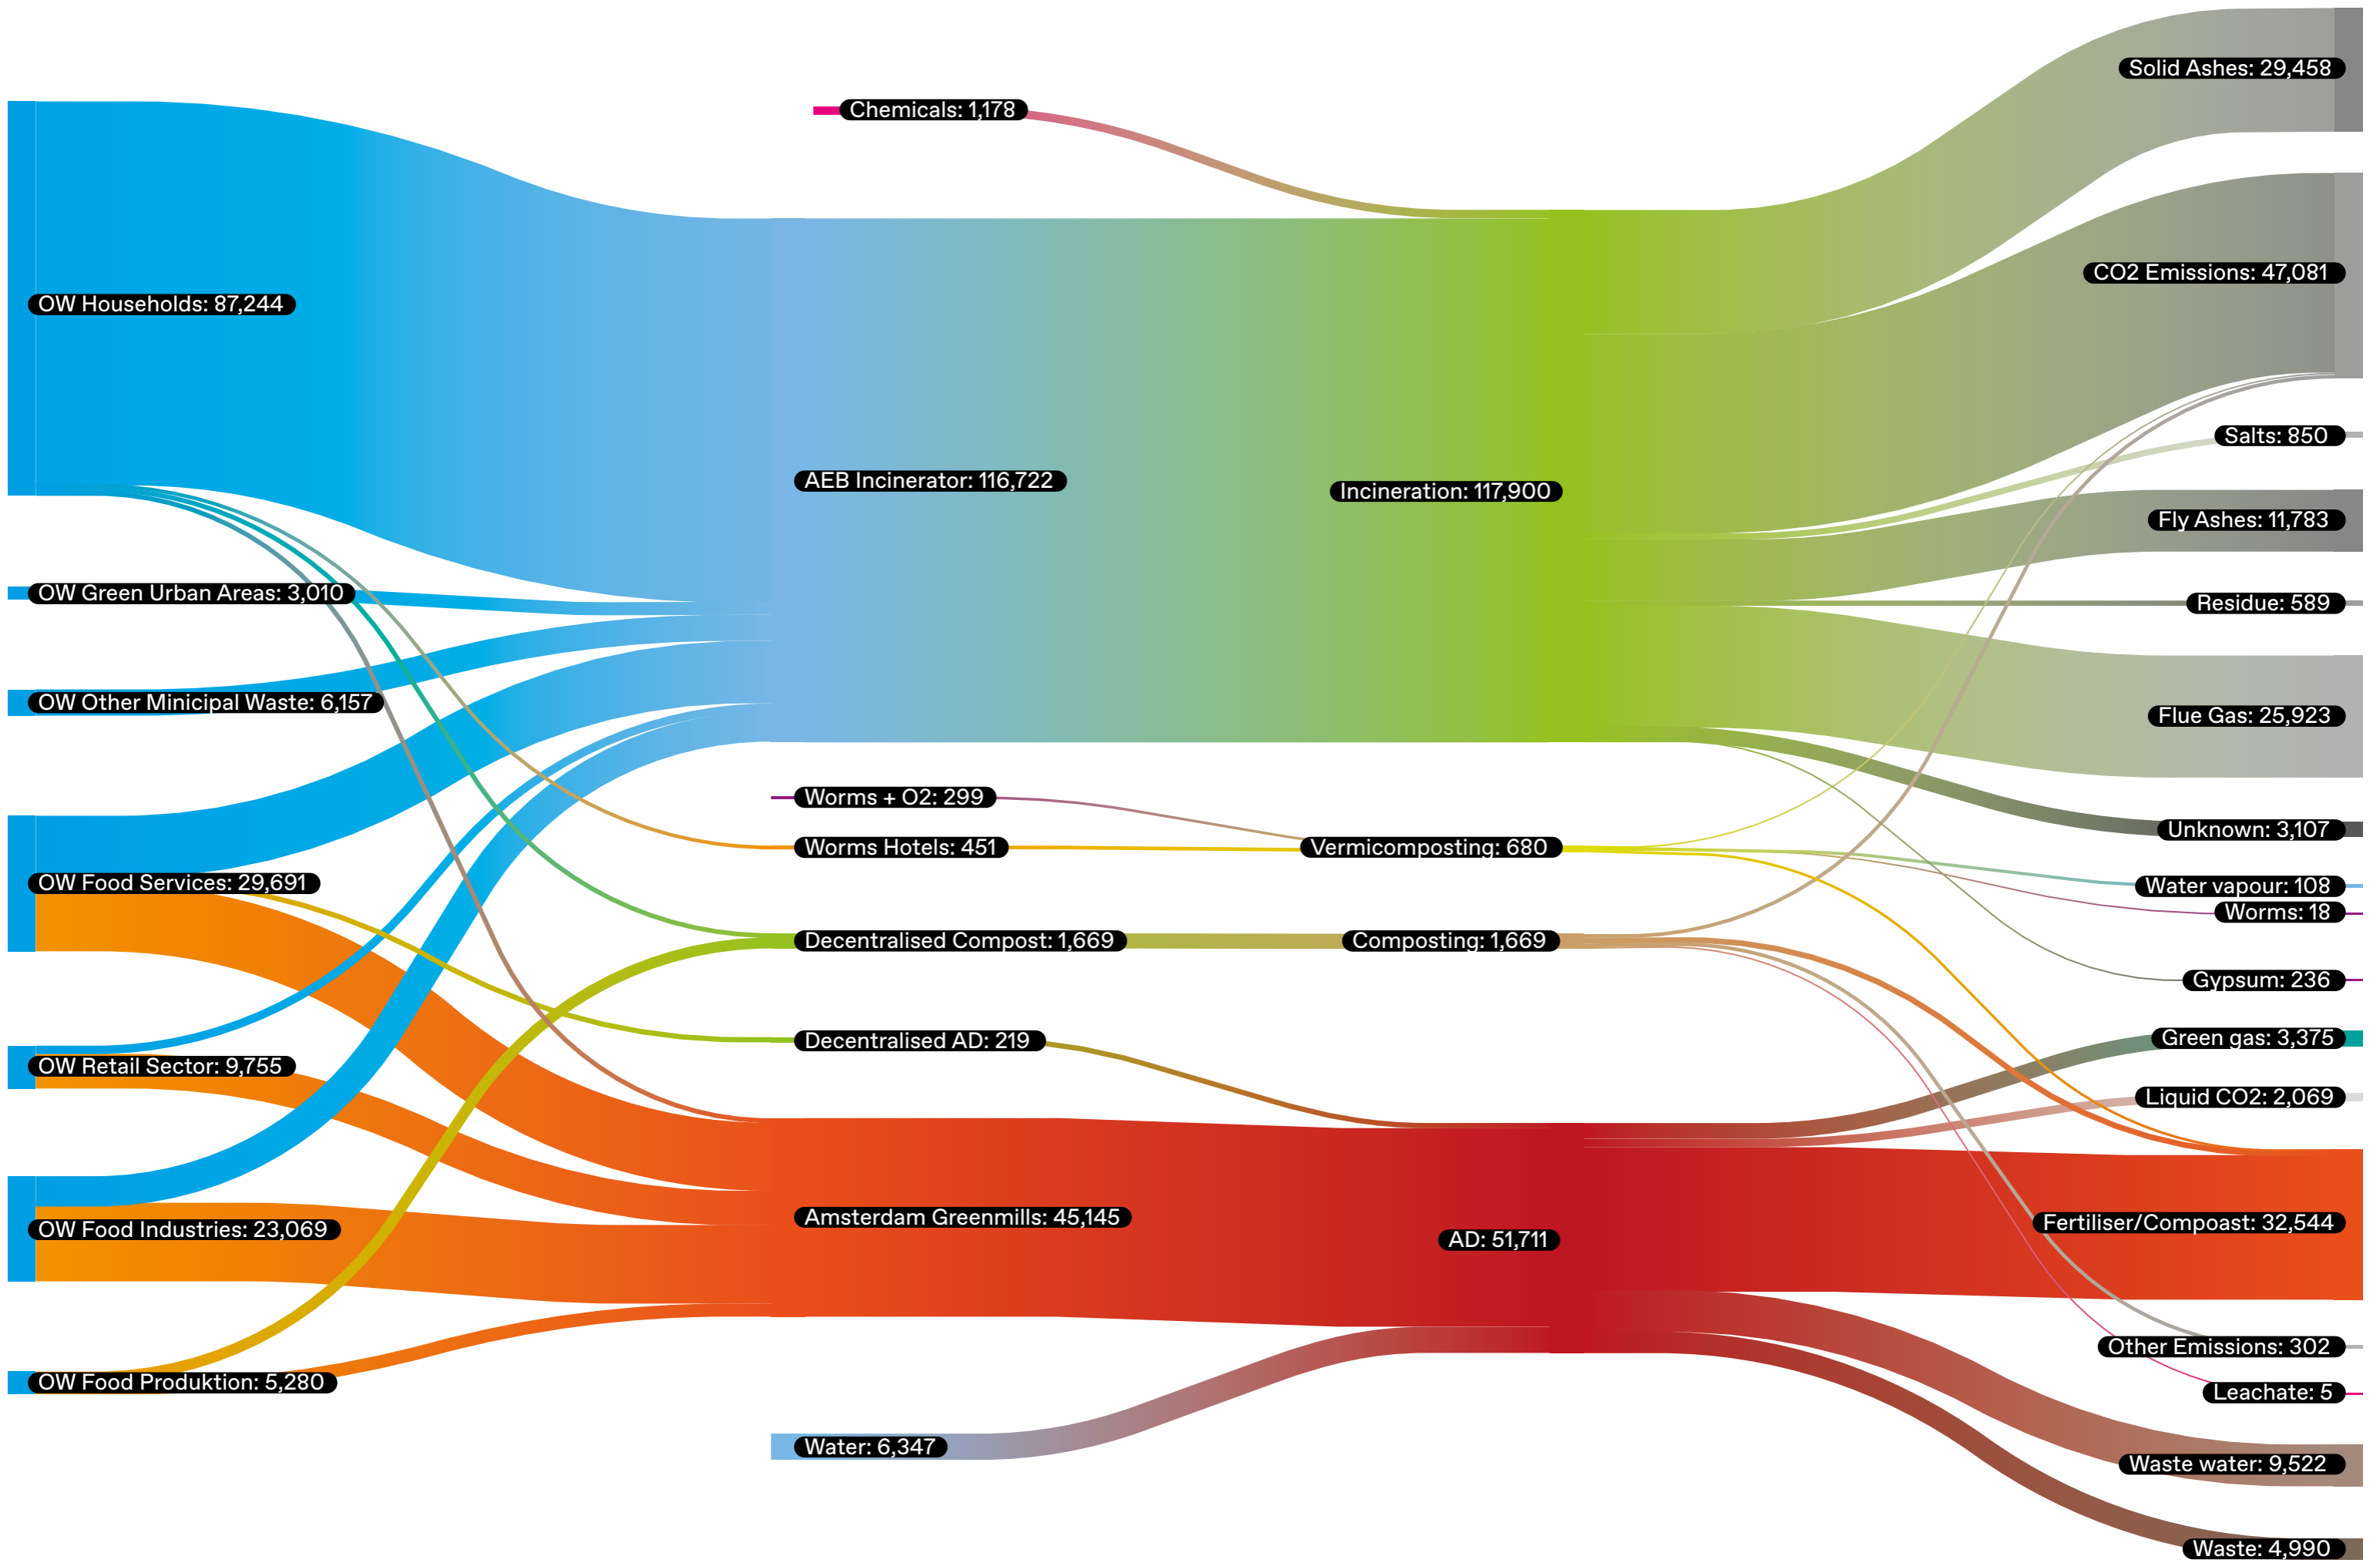 OW Households: 87,244
OW Green Urban Areas: 3,010
OW Other Minicipal Waste: 6,157
OW Food Services: 29,691
OW Retail Sector: 9,755
OW Food Industries: 23,069
OW Food Produktion: 5,280
Chemicals: 1,178
AEB Incinerator: 116,722
Worms + O2: 299
Worms Hotels: 451
Decentralised Compost: 1,669
Decentralised AD: 219
Amsterdam Greenmills: 45,145
Water: 6,347
Incineration: 117,900
Vermicomposting: 680
Composting: 1,669
AD: 51,711
Solid Ashes: 29,458
CO2 Emissions: 47,081
Salts: 850
Fly Ashes: 11,783
Residue: 589
Flue Gas: 25,923
Unknown: 3,107
Water vapour: 108
Worms: 18
Gypsum: 236
Green gas: 3,375
Liquid CO2: 2,069
Fertiliser/Compoast: 32,544
Other Emissions: 302
Leachate: 5
Waste water: 9,522
Waste: 4,990